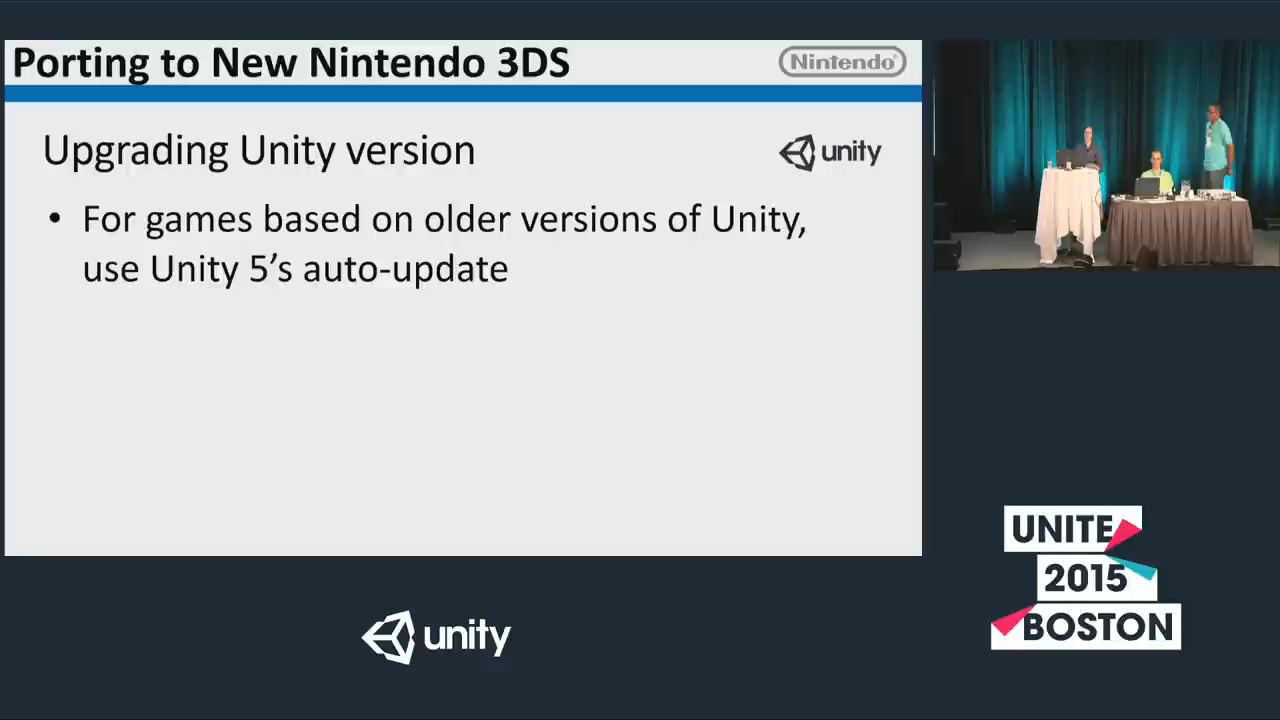 Porting to New Nintendo 3DS
Nintendo
Upgrading Unity version
unity
• For games based on older versions of Unity,
use Unity 5’s auto-update
UNITE
2015
BOSTON
unity